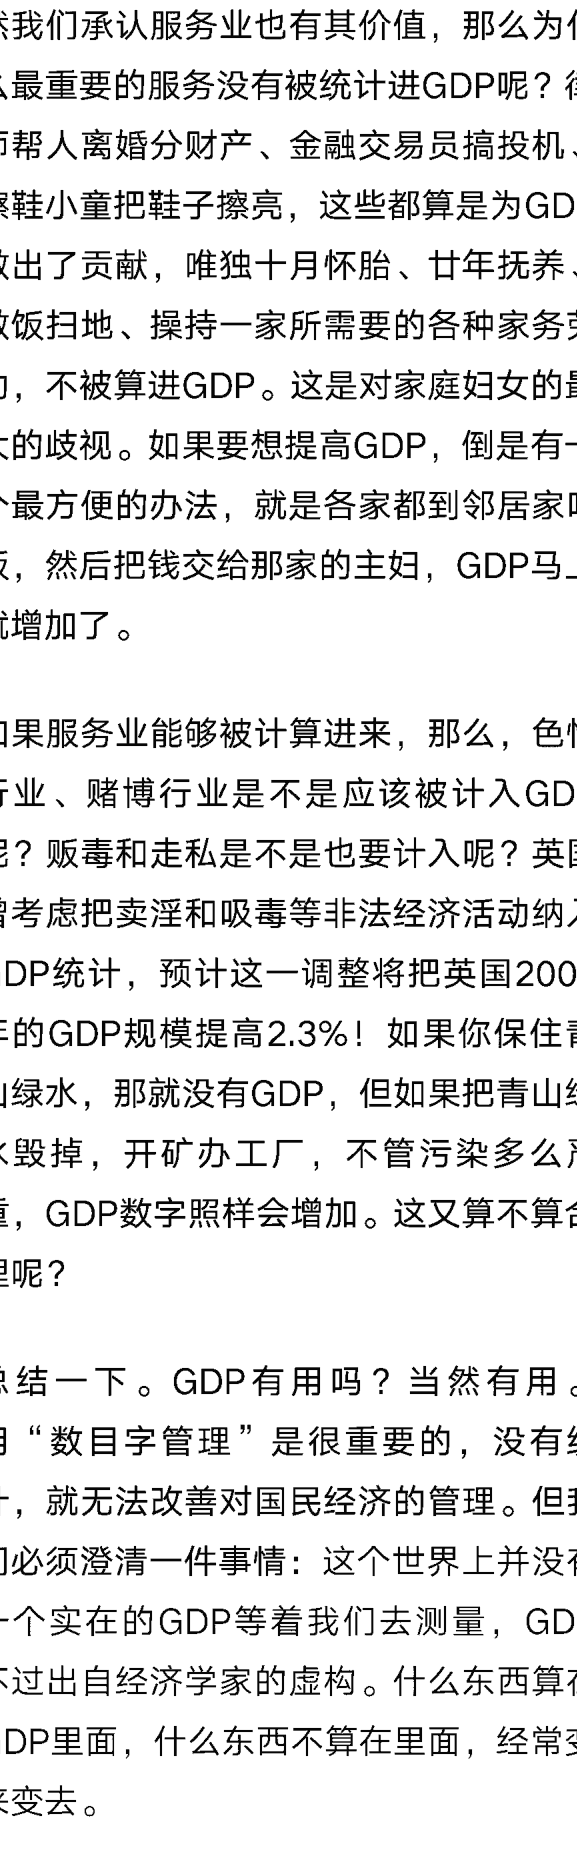 然我们承认服务业也有其价值，那么为什
么最重要的服务没有被统计进GDP呢？律
师帮人离婚分财产、金融交易员搞投机、
擦鞋小童把鞋子擦亮，这些都算是为GD
做出了贡献，唯独十月怀胎、廿年抚养、
做饭扫地、操持一家所需要的各种家务劳
动，不被算进GDP。这是对家庭妇女的最
大的歧视。如果要想提高GDP，倒是有一
个最方便的办法，就是各家都到邻居家吃
饭，然后把钱交给那家的主妇，GDP马上
就增加了。
如果服务业能够被计算进来，那么，色情
行业、赌博行业是不是应该被计入GD
呢？贩毒和走私是不是也要计入呢？英国
曾考虑把卖淫和吸毒等非法经济活动纳入
GDP统计，预计这一调整将把英国200
年的GDP规模提高2.3%！如果你保住青
山绿水，那就没有GDP，但如果把青山绿
水毁掉，开矿办工厂，不管污染多么严
重，GDP数字照样会增加。这又算不算合
理呢？
总结一下。GDP有用吗？当然有用。
用“数目字管理”是很重要的，没有统
计，就无法改善对国民经济的管理。但我
们必须澄清一件事情：这个世界上并没有
一个实在的GDP等着我们去测量，GD
不过出自经济学家的虚构。什么东西算在
GDP里面，什么东西不算在里面，经常变
来变去。